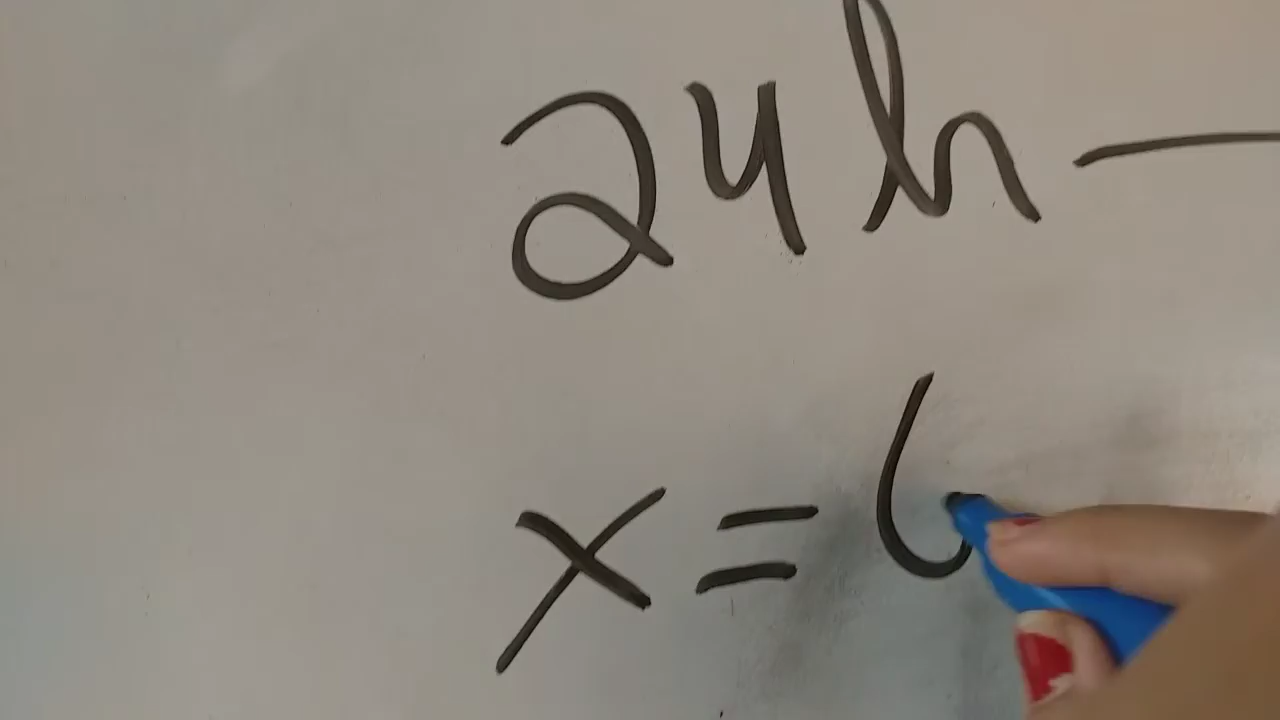 24h —
x = 6